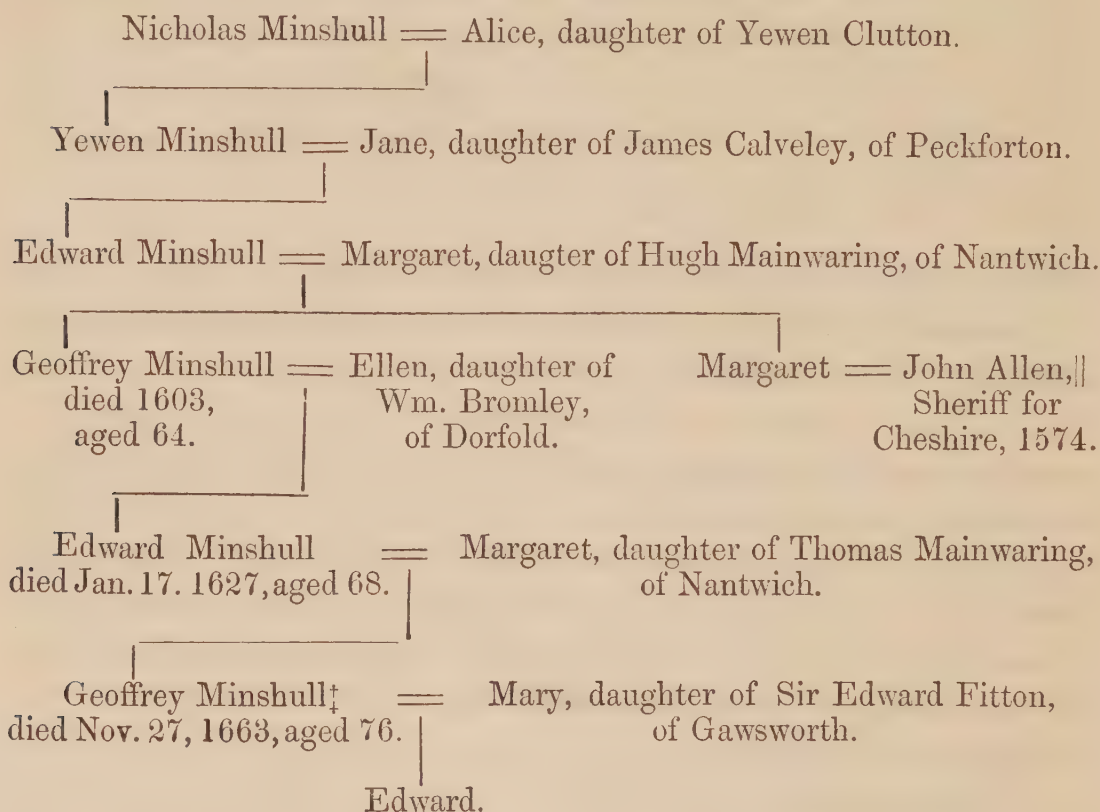 Nicholas Minshull = Alice, daughter of Yewen Clutton.
Yewen Minshull = Jane, daughter of James Calveley, of Peckforton.
Edward Minshull = Margaret, daugter of Hugh Mainwaring, of Nantwich.
Geoffrey Minshull = Ellen, daughter of Margaret = John Allen,||
died 1603, Wm. Bromley, Sheriff for
aged 64. of Dorfold. Cheshire, 1574.
Edward Minshull = Margaret, daughter of Thomas Mainwaring,
died Jan. 17. 1627, aged 68. of Nantwich.
Geoffrey Minshull‡ = Mary, daughter of Sir Edward Fitton,
died Nov. 27, 1663, aged 76. of Gawsworth.
Edward.